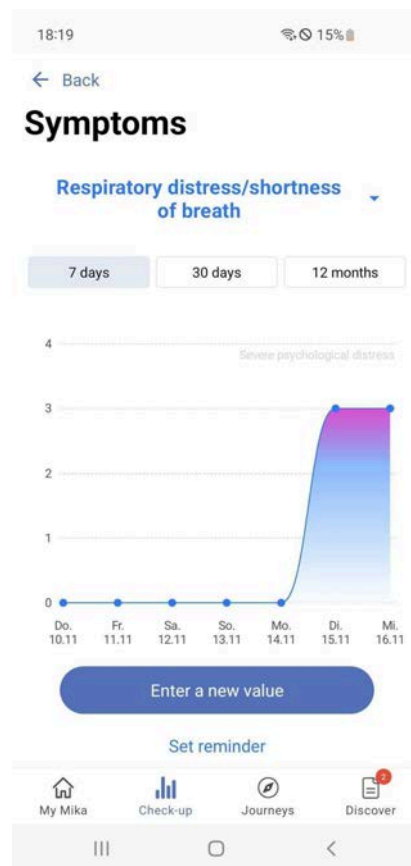 18:19 15%
Back
Symptoms
Respiratory distress/shortness
of breath
7 days 30 days 12 months
4
Severe psychological distress
3
2
1
0
Do. Fr. Sa. So. Mo. Di. Mi.
10.11 11.11 12.11 13.11 14.11 15.11 16.11
Enter a new value
Set reminder
2
My Mika Check-up Journeys Discover